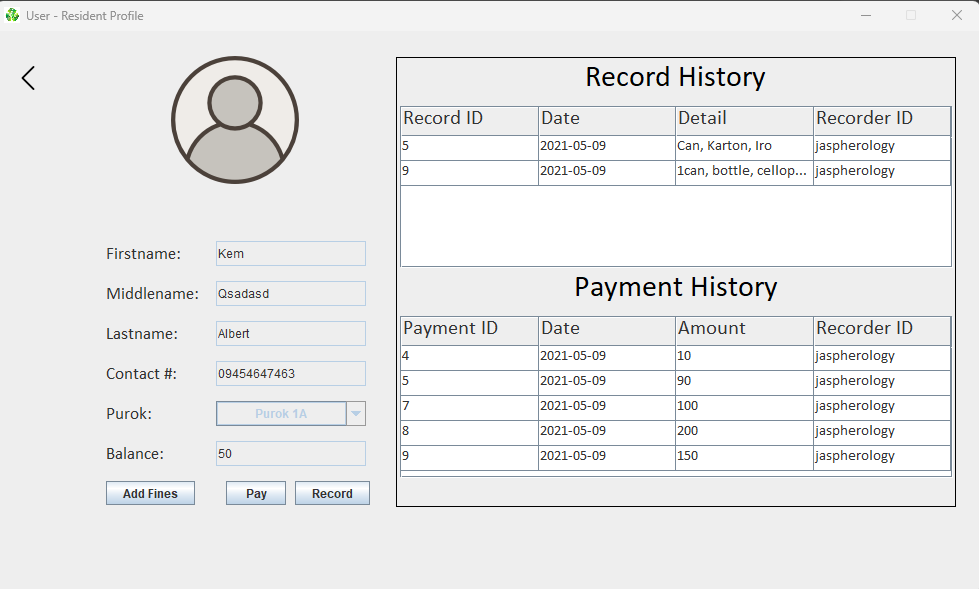 User - Resident Profile
Firstname: Kem
Middlename: Qsadasd
Lastname: Albert
Contact #: 09454647463
Purok: Purok 1A
Balance: 50
Add Fines Pay Record
Record History
Record ID Date Detail Recorder ID
5 2021-05-09 Can, Karton, Iro jaspherology
9 2021-05-09 1can, bottle, cellop... jaspherology
Payment History
Payment ID Date Amount Recorder ID
4 2021-05-09 10 jaspherology
5 2021-05-09 90 jaspherology
7 2021-05-09 100 jaspherology
8 2021-05-09 200 jaspherology
9 2021-05-09 150 jaspherology